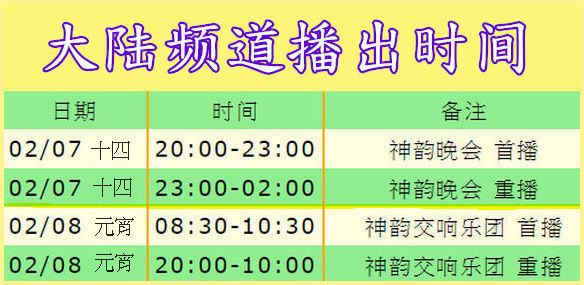 大陆频道播出时间
日期 时间 备注
02/07 十四 20:00-23:00 神韵晚会 首播
02/07 十四 23:00-02:00 神韵晚会 重播
02/08 元宵 08:30-10:30 神韵交响乐团 首播
02/08 元宵 20:00-10:00 神韵交响乐团 重播